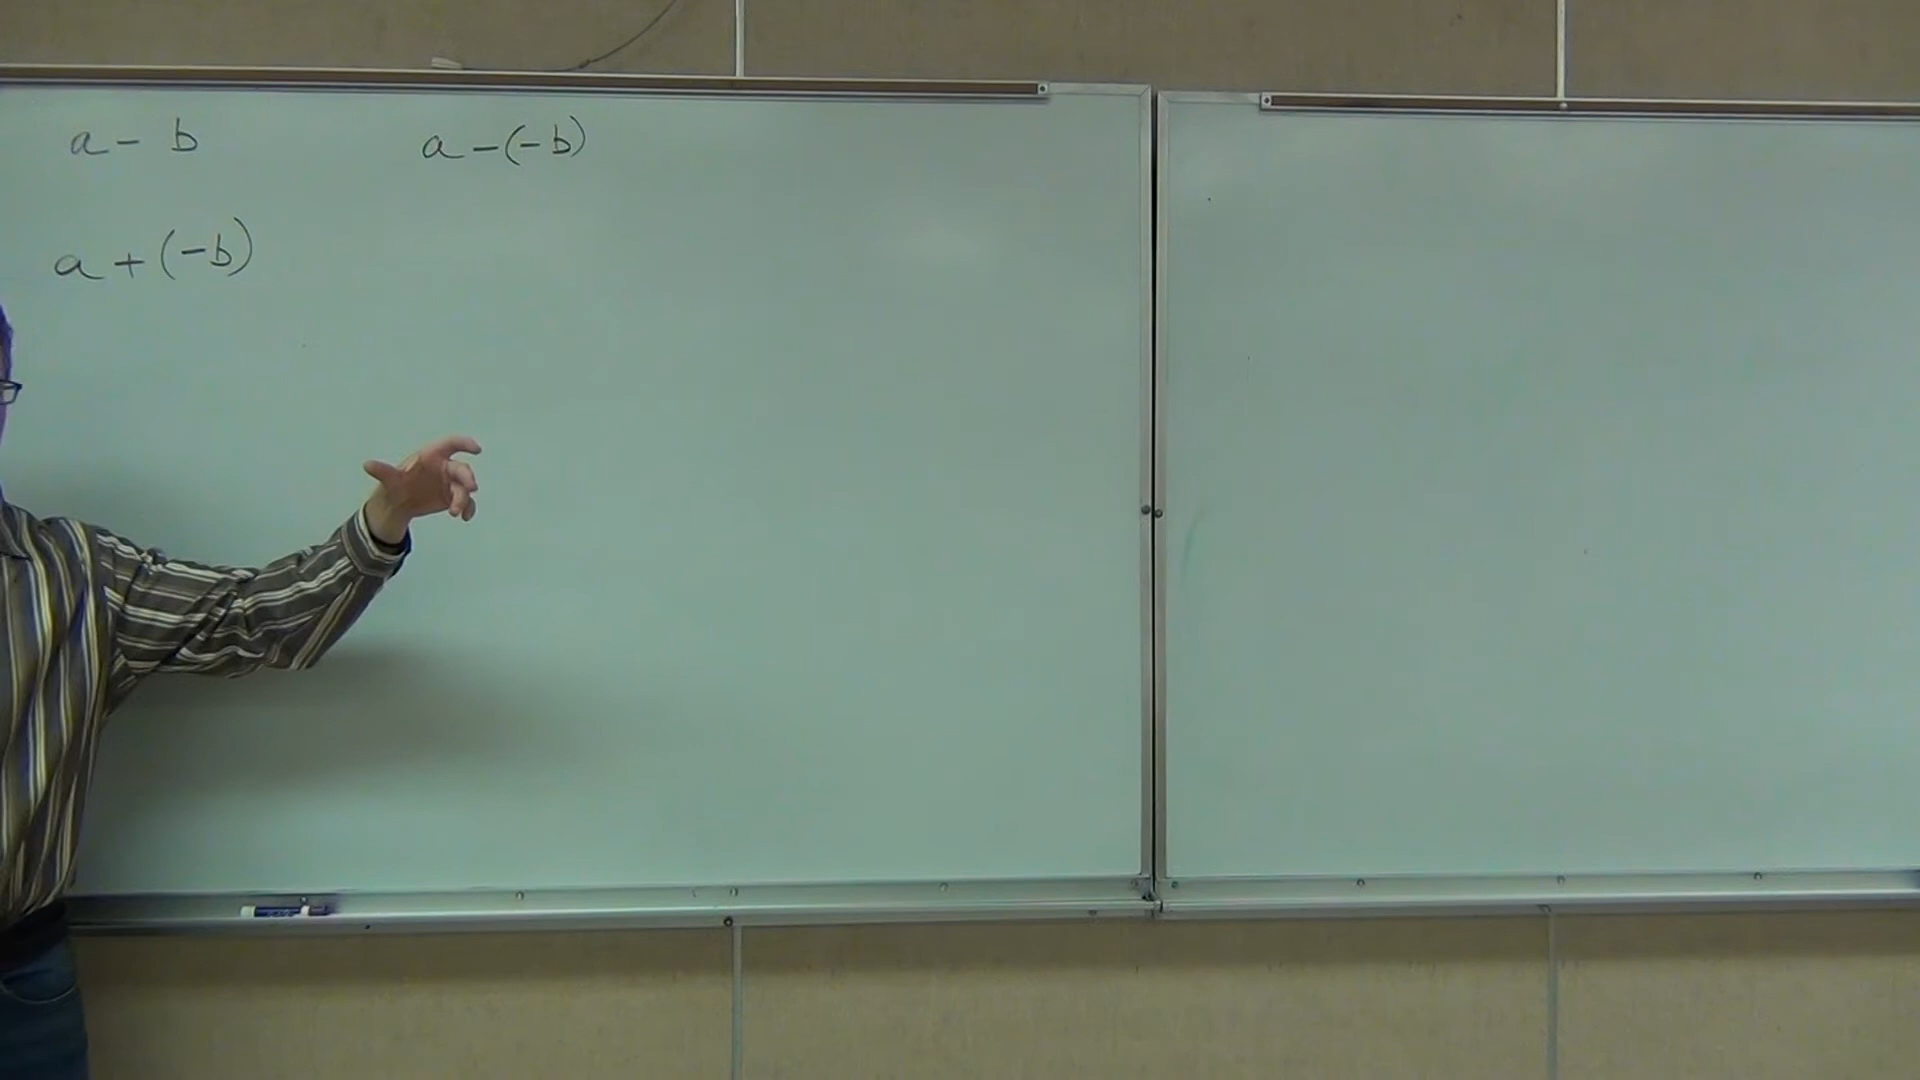 a - b
a - (-b)
a + (-b)